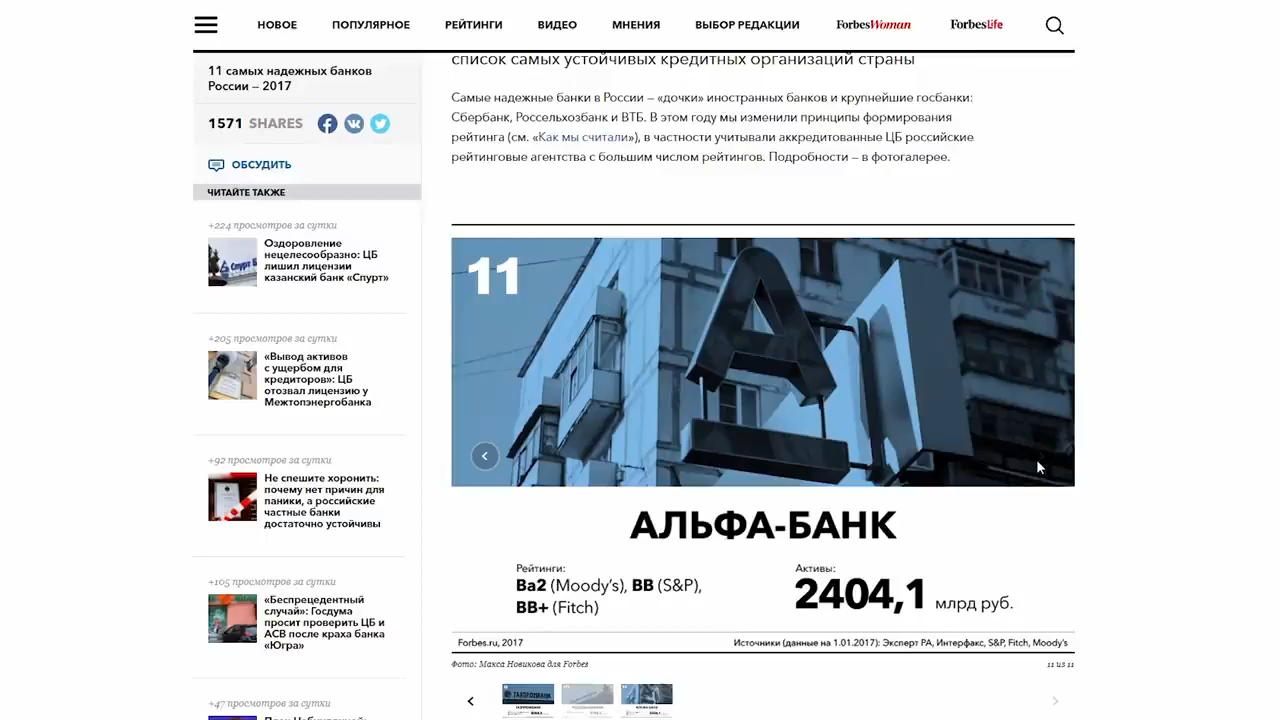 НОВОЕ ПОПУЛЯРНОЕ РЕЙТИНГИ ВИДЕО МНЕНИЯ ВЫБОР РЕДАКЦИИ ForbesWoman ForbesLife
11 самых надежных банков
России – 2017
1571 SHARES
ОБСУДИТЬ
ЧИТАЙТЕ ТАКЖЕ
+224 просмотров за сутки
Оздоровление
нецелесообразно: ЦБ
лишил лицензии
казанский банк «Спурт»
+205 просмотров за сутки
«Вывод активов
с ущербом для
кредиторов»: ЦБ
отозвал лицензию у
Межтопэнергобанка
+92 просмотров за сутки
Не спешите хоронить:
почему нет причин для
паники, а российские
частные банки
достаточно устойчивы
+105 просмотров за сутки
«Беспрецедентный
случай»: Госдума
просит проверить ЦБ и
АСВ после краха банка
«Югра»
+47 просмотров за сутки
список самых устойчивых кредитных организаций страны
Самые надежные банки в России – «дочки» иностранных банков и крупнейшие госбанки:
Сбербанк, Россельхозбанк и ВТБ. В этом году мы изменили принципы формирования
рейтинга (см. «Как мы считали»), в частности учитывали аккредитованные ЦБ российские
рейтинговые агентства с большим числом рейтингов. Подробности – в фотогалерее.
11
АЛЬФА-БАНК
Рейтинги:
Ba2 (Moody's), BB (S&P),
BB+ (Fitch)
Активы:
2404,1 млрд руб.
Forbes.ru, 2017
Источники (данные на 1.01.2017): Эксперт РА, Интерфакс, S&P, Fitch, Moody's
Фото: Макса Новикова для Forbes
11 из 11
ГАЗПРОМБАНК